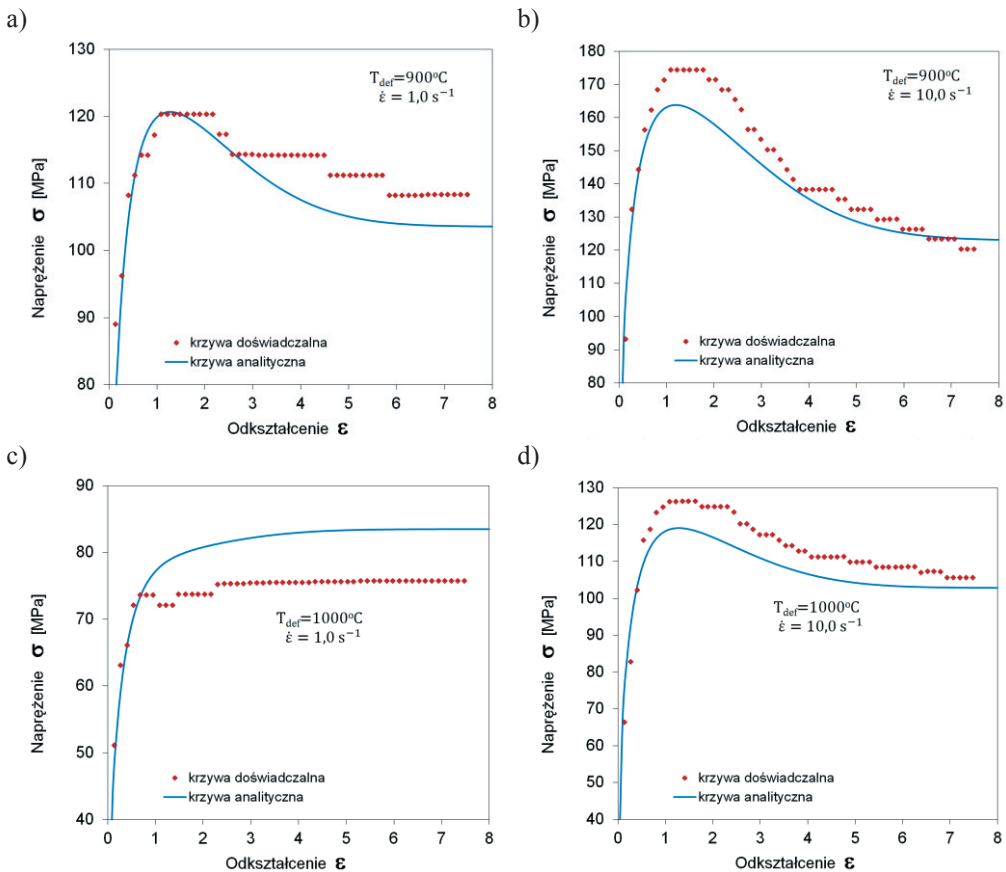 a)
130
120
110
100
90
80
0 1 2 3 4 5 6 7 8
Naprężenie σ [MPa]
Odkształcenie ε
T_def=900°C
ε̇ = 1,0 s⁻¹
krzywa doświadczalna
krzywa analityczna
b)
180
170
160
150
140
130
120
110
100
90
80
0 1 2 3 4 5 6 7 8
Naprężenie σ [MPa]
Odkształcenie ε
T_def=900°C
ε̇ = 10,0 s⁻¹
krzywa doświadczalna
krzywa analityczna
c)
90
80
70
60
50
40
0 1 2 3 4 5 6 7 8
Naprężenie σ [MPa]
Odkształcenie ε
T_def=1000°C
ε̇ = 1,0 s⁻¹
krzywa doświadczalna
krzywa analityczna
d)
130
120
110
100
90
80
70
60
50
40
0 1 2 3 4 5 6 7 8
Naprężenie σ [MPa]
Odkształcenie ε
T_def=1000°C
ε̇ = 10,0 s⁻¹
krzywa doświadczalna
krzywa analityczna